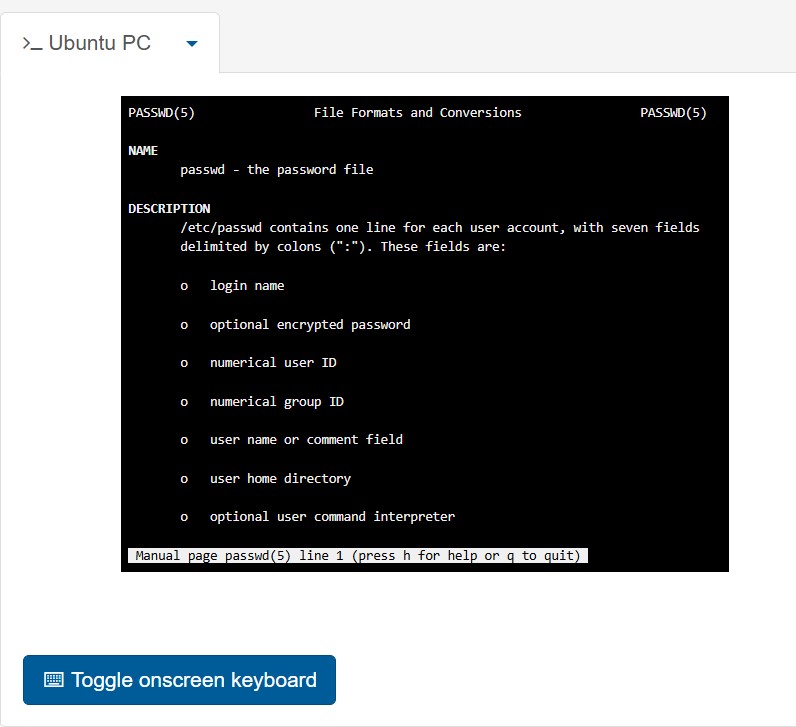 >_ Ubuntu PC
PASSWD(5) File Formats and Conversions PASSWD(5)
NAME
passwd - the password file
DESCRIPTION
/etc/passwd contains one line for each user account, with seven fields
delimited by colons (":"). These fields are:
o login name
o optional encrypted password
o numerical user ID
o numerical group ID
o user name or comment field
o user home directory
o optional user command interpreter
Manual page passwd(5) line 1 (press h for help or q to quit)
Toggle onscreen keyboard